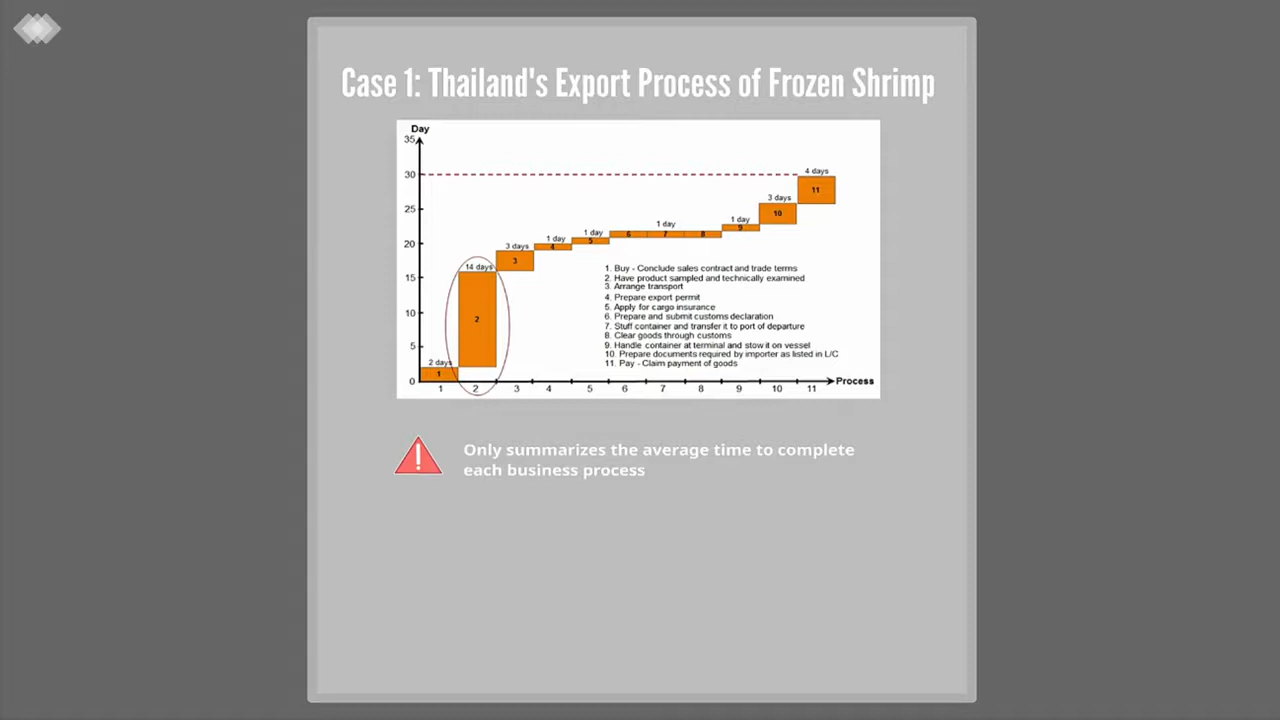 Case 1: Thailand's Export Process of Frozen Shrimp
Day
35
30
25
20
15
10
5
0
2 days
14 days
3 days
1 day
1 day
1 day
1 day
3 days
4 days
1
2
3
4
5
6
7
8
9
10
11
1. Buy - Conclude sales contract and trade terms
2. Have product sampled and technically examined
3. Arrange transport
4. Prepare export permit
5. Apply for cargo insurance
6. Prepare and submit customs declaration
7. Stuff container and transfer it to port of departure
8. Clear goods through customs
9. Handle container at terminal and stow it on vessel
10. Prepare documents required by importer as listed in L/C
11. Pay - Claim payment of goods
1 2 3 4 5 6 7 8 9 10 11
Process
!
Only summarizes the average time to complete
each business process